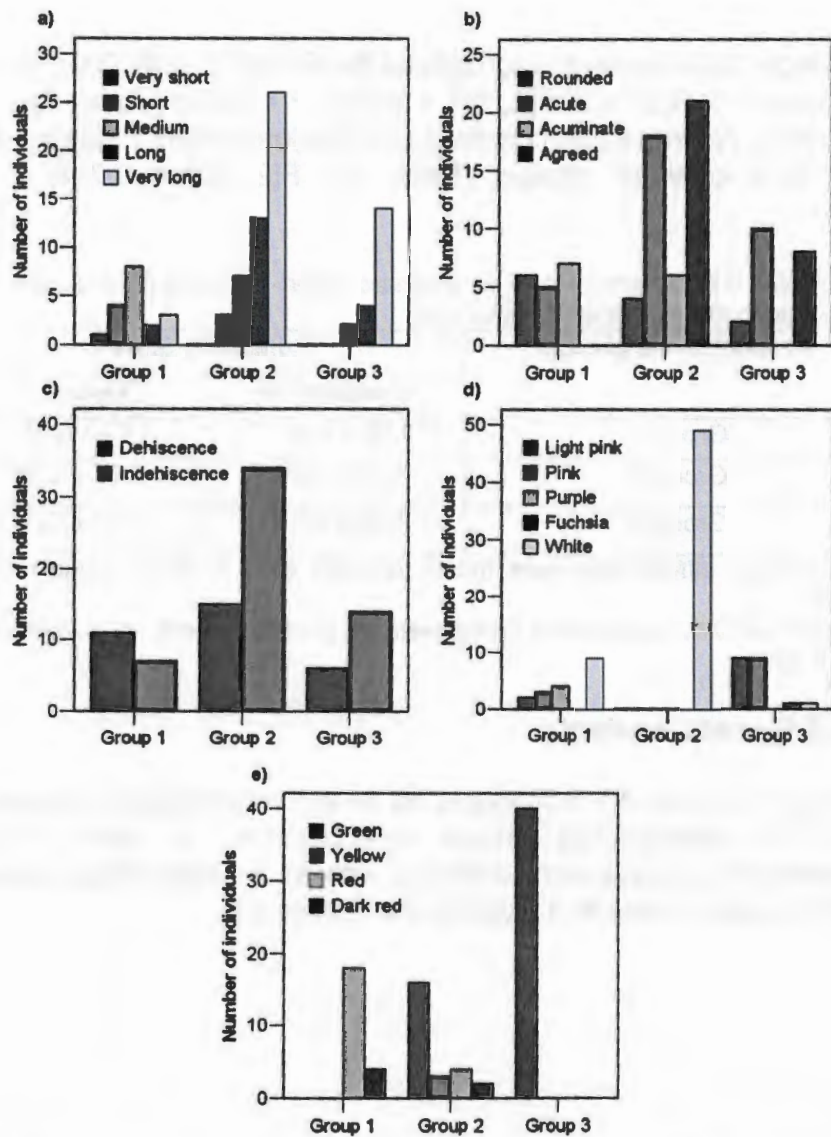 a)
Number of individuals
30
25
20
15
10
5
0
Very short
Short
Medium
Long
Very long
Group 1 Group 2 Group 3
b)
Number of individuals
25
20
15
10
5
0
Rounded
Acute
Acuminate
Agreed
Group 1 Group 2 Group 3
c)
Number of individuals
40
30
20
10
0
Dehiscence
Indehiscence
Group 1 Group 2 Group 3
d)
Number of individuals
50
40
30
20
10
0
Light pink
Pink
Purple
Fuchsia
White
Group 1 Group 2 Group 3
e)
Number of individuals
40
30
20
10
0
Green
Yellow
Red
Dark red
Group 1 Group 2 Group 3